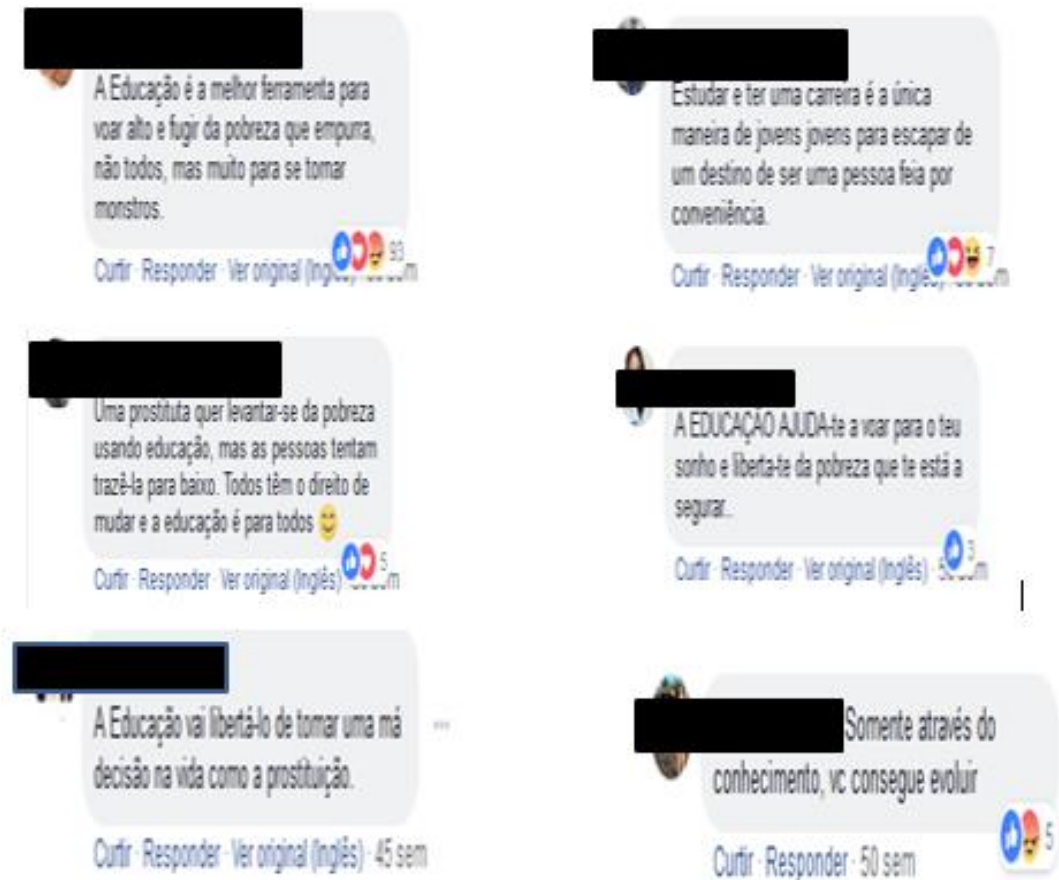 A Educação é a melhor ferramenta para
voar alto e fugir da pobreza que empurra,
não todos, mas muito para se tornar
monstros.
93
Curtir · Responder · Ver original
Estudar e ter uma carreira é a única
maneira de jovens jovens para escapar de
um destino de ser uma pessoa feia por
conveniência.
7
Curtir · Responder · Ver original
Uma prostituta quer levantar-se da pobreza
usando educação, mas as pessoas tentam
trazê-la para baixo. Todos têm o direito de
mudar e a educação é para todos 😊
5
Curtir · Responder · Ver original (Inglês)
A EDUCAÇÃO AJUDA-te a voar para o teu
sonho e liberta-te da pobreza que te está a
segurar...
3
Curtir · Responder · Ver original (Inglês)
A Educação vai libertá-lo de tomar uma má
decisão na vida como a prostituição.
Curtir · Responder · Ver original (Inglês) · 45 sem
Somente através do
conhecimento, vc consegue evoluir
5
Curtir · Responder · 50 sem